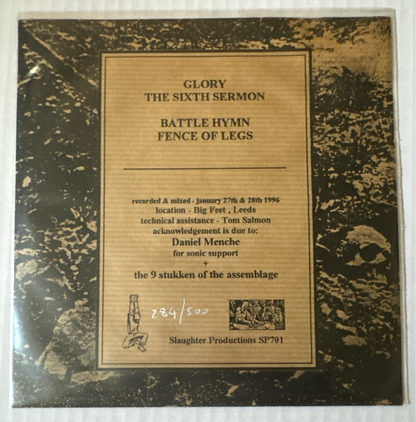 GLORY
THE SIXTH SERMON
BATTLE HYMN
FENCE OF LEGS
recorded & mixed - january 27th & 28th 1996
location - Big Feet , Leeds
technical assistance - Tom Salmon
acknowledgement is due to:
Daniel Menche
for sonic support
+
the 9 stukken of the assemblage
284/500
Slaughter Productions SP701